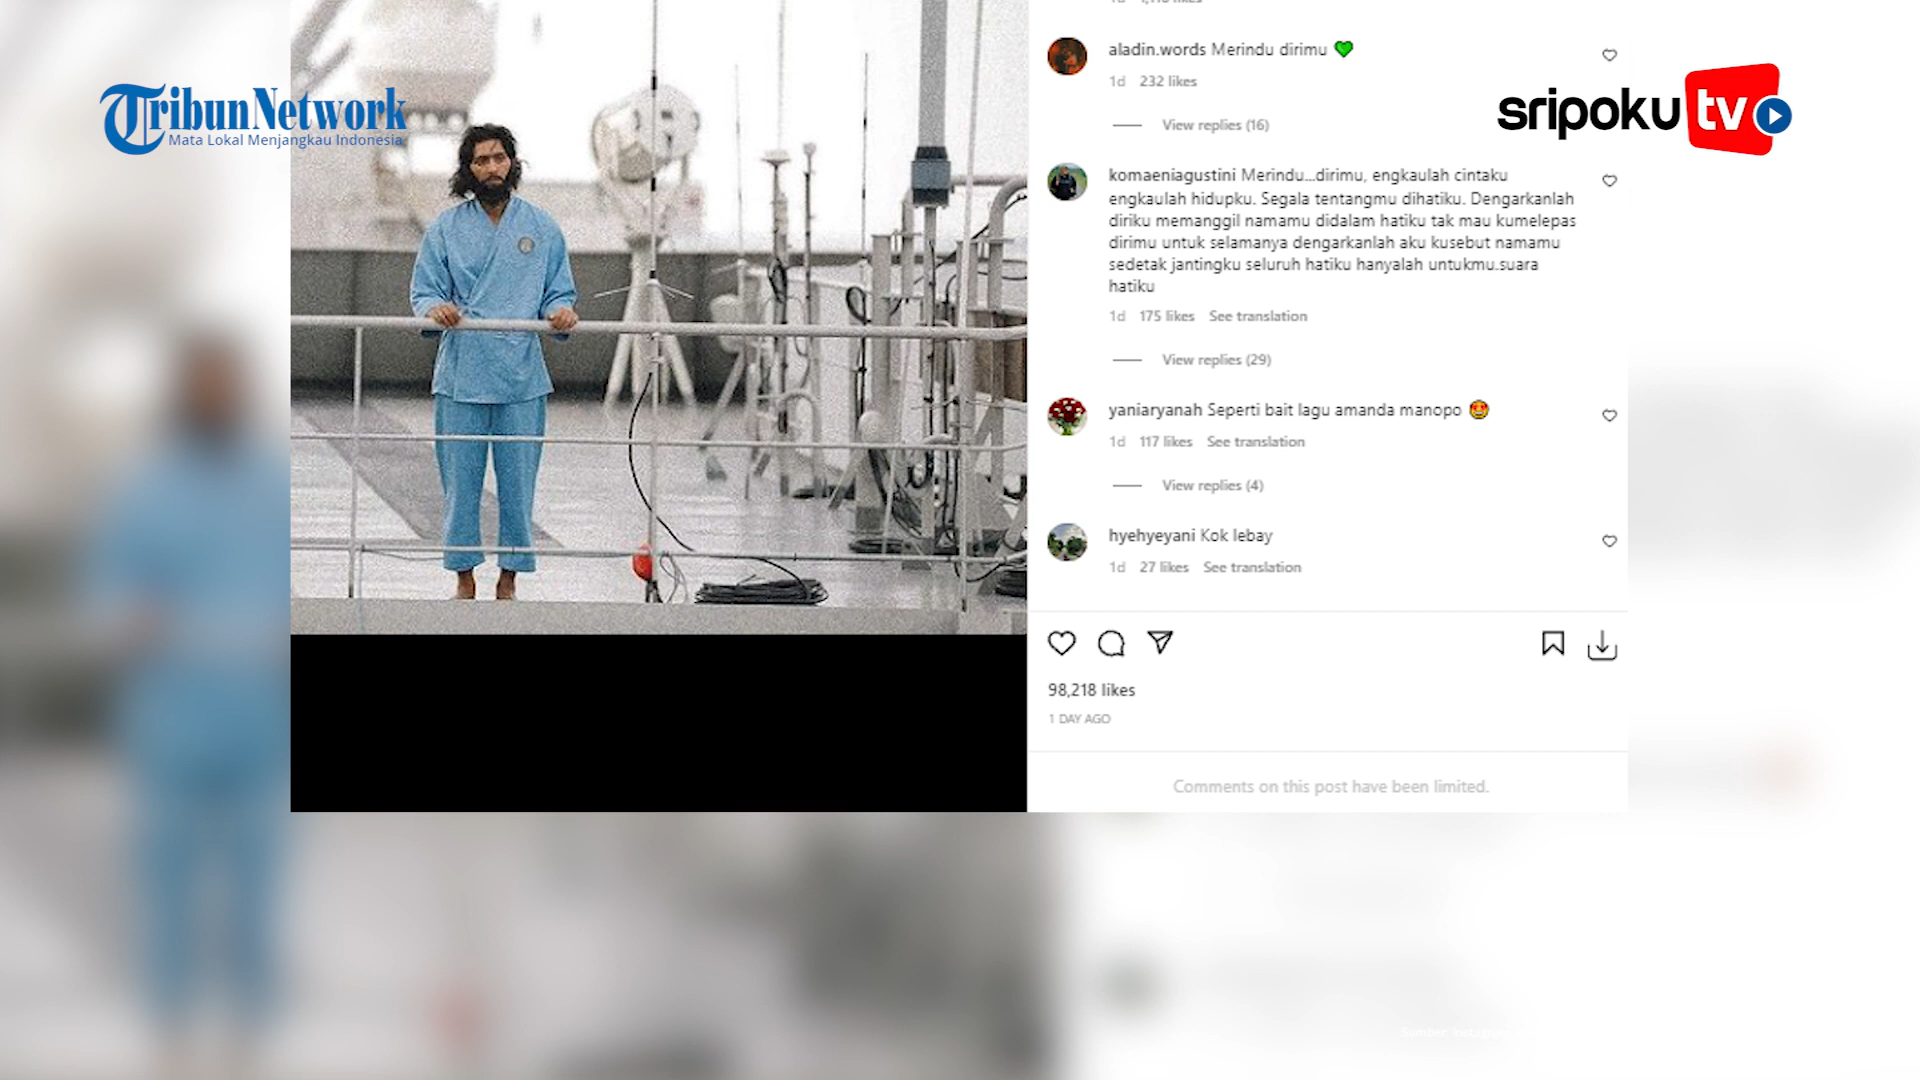 TribunNetwork
Mata Lokal Menjangkau Indonesia
sripoku tv
aladin.words Merindu dirimu
1d 232 likes
View replies (16)
komaeniagustini Merindu...dirimu, engkaulah cintaku
engkaulah hidupku. Segala tentangmu dihatiku. Dengarkanlah
diriku memanggil namamu didalam hatiku tak mau kumelepas
dirimu untuk selamanya dengarkanlah aku kusebut namamu
sedetak jantingku seluruh hatiku hanyalah untukmu.suara
hatiku
1d 175 likes See translation
View replies (29)
yaniaryanah Seperti bait lagu amanda manopo
1d 117 likes See translation
View replies (4)
hyehyeyani Kok lebay
1d 27 likes See translation
98,218 likes
1 DAY AGO
Comments on this post have been limited.